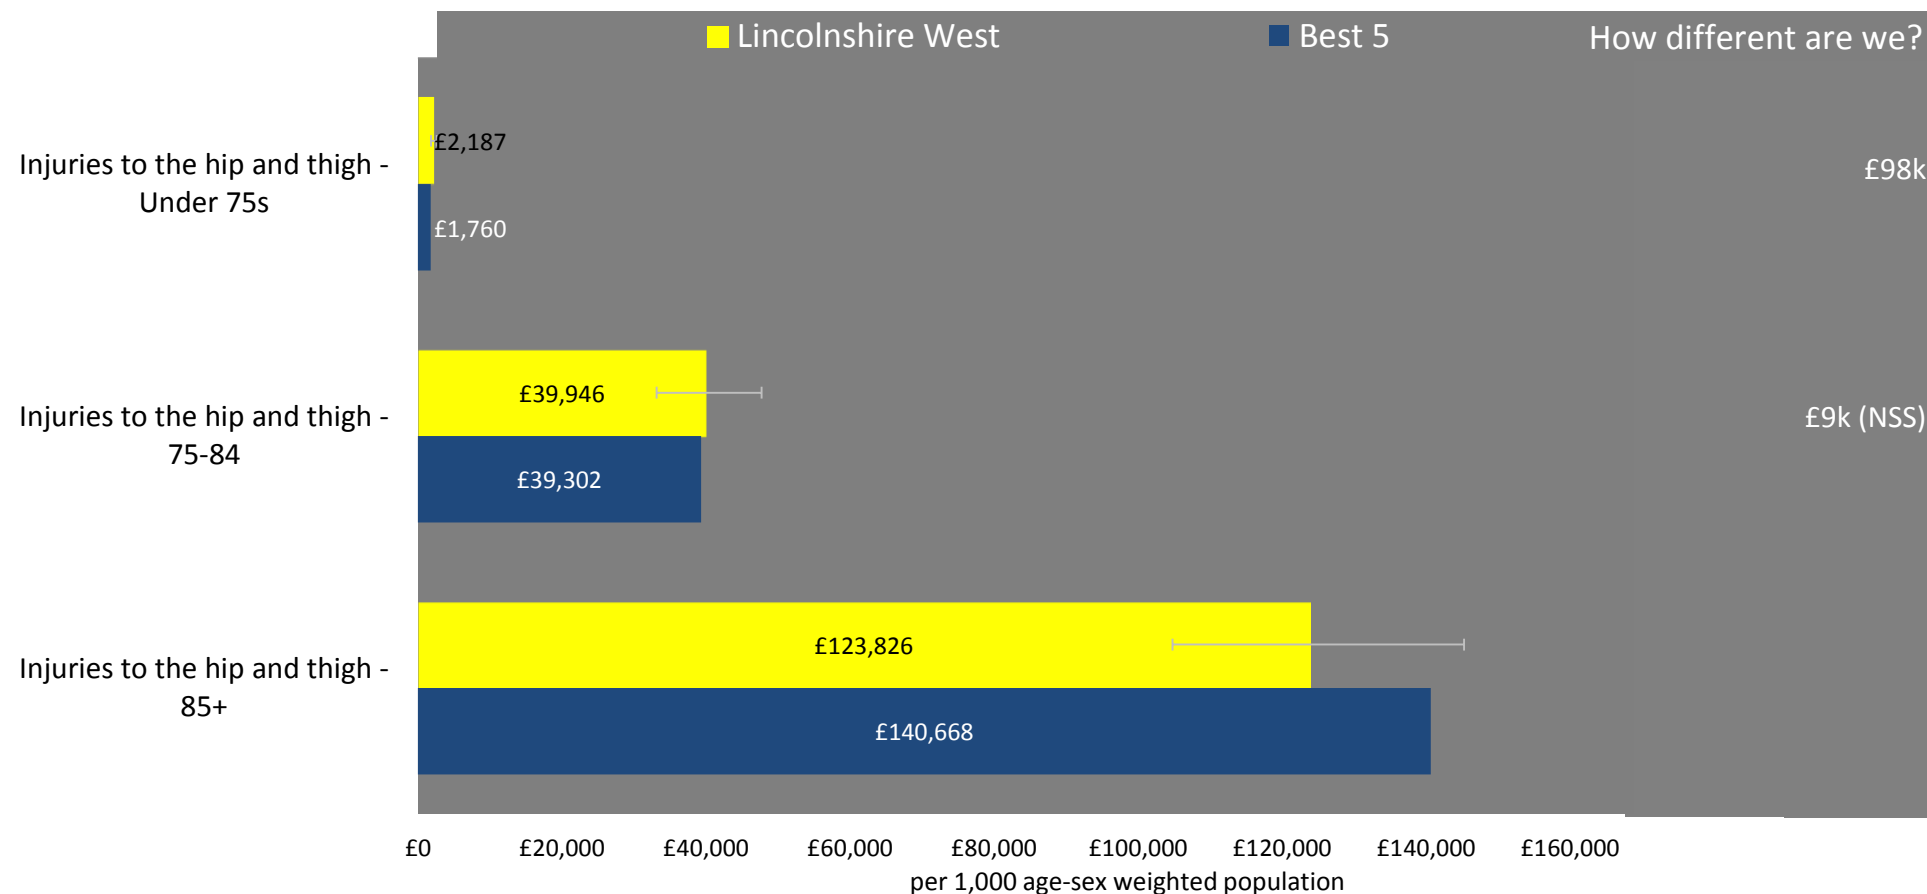 Lincolnshire West
Best 5
How different are we?
Injuries to the hip and thigh -
Under 75s
£2,187
£1,760
£98k
Injuries to the hip and thigh -
75-84
£39,946
£39,302
£9k (NSS)
Injuries to the hip and thigh -
85+
£123,826
£140,668
£0 £20,000 £40,000 £60,000 £80,000 £100,000 £120,000 £140,000 £160,000
per 1,000 age-sex weighted population